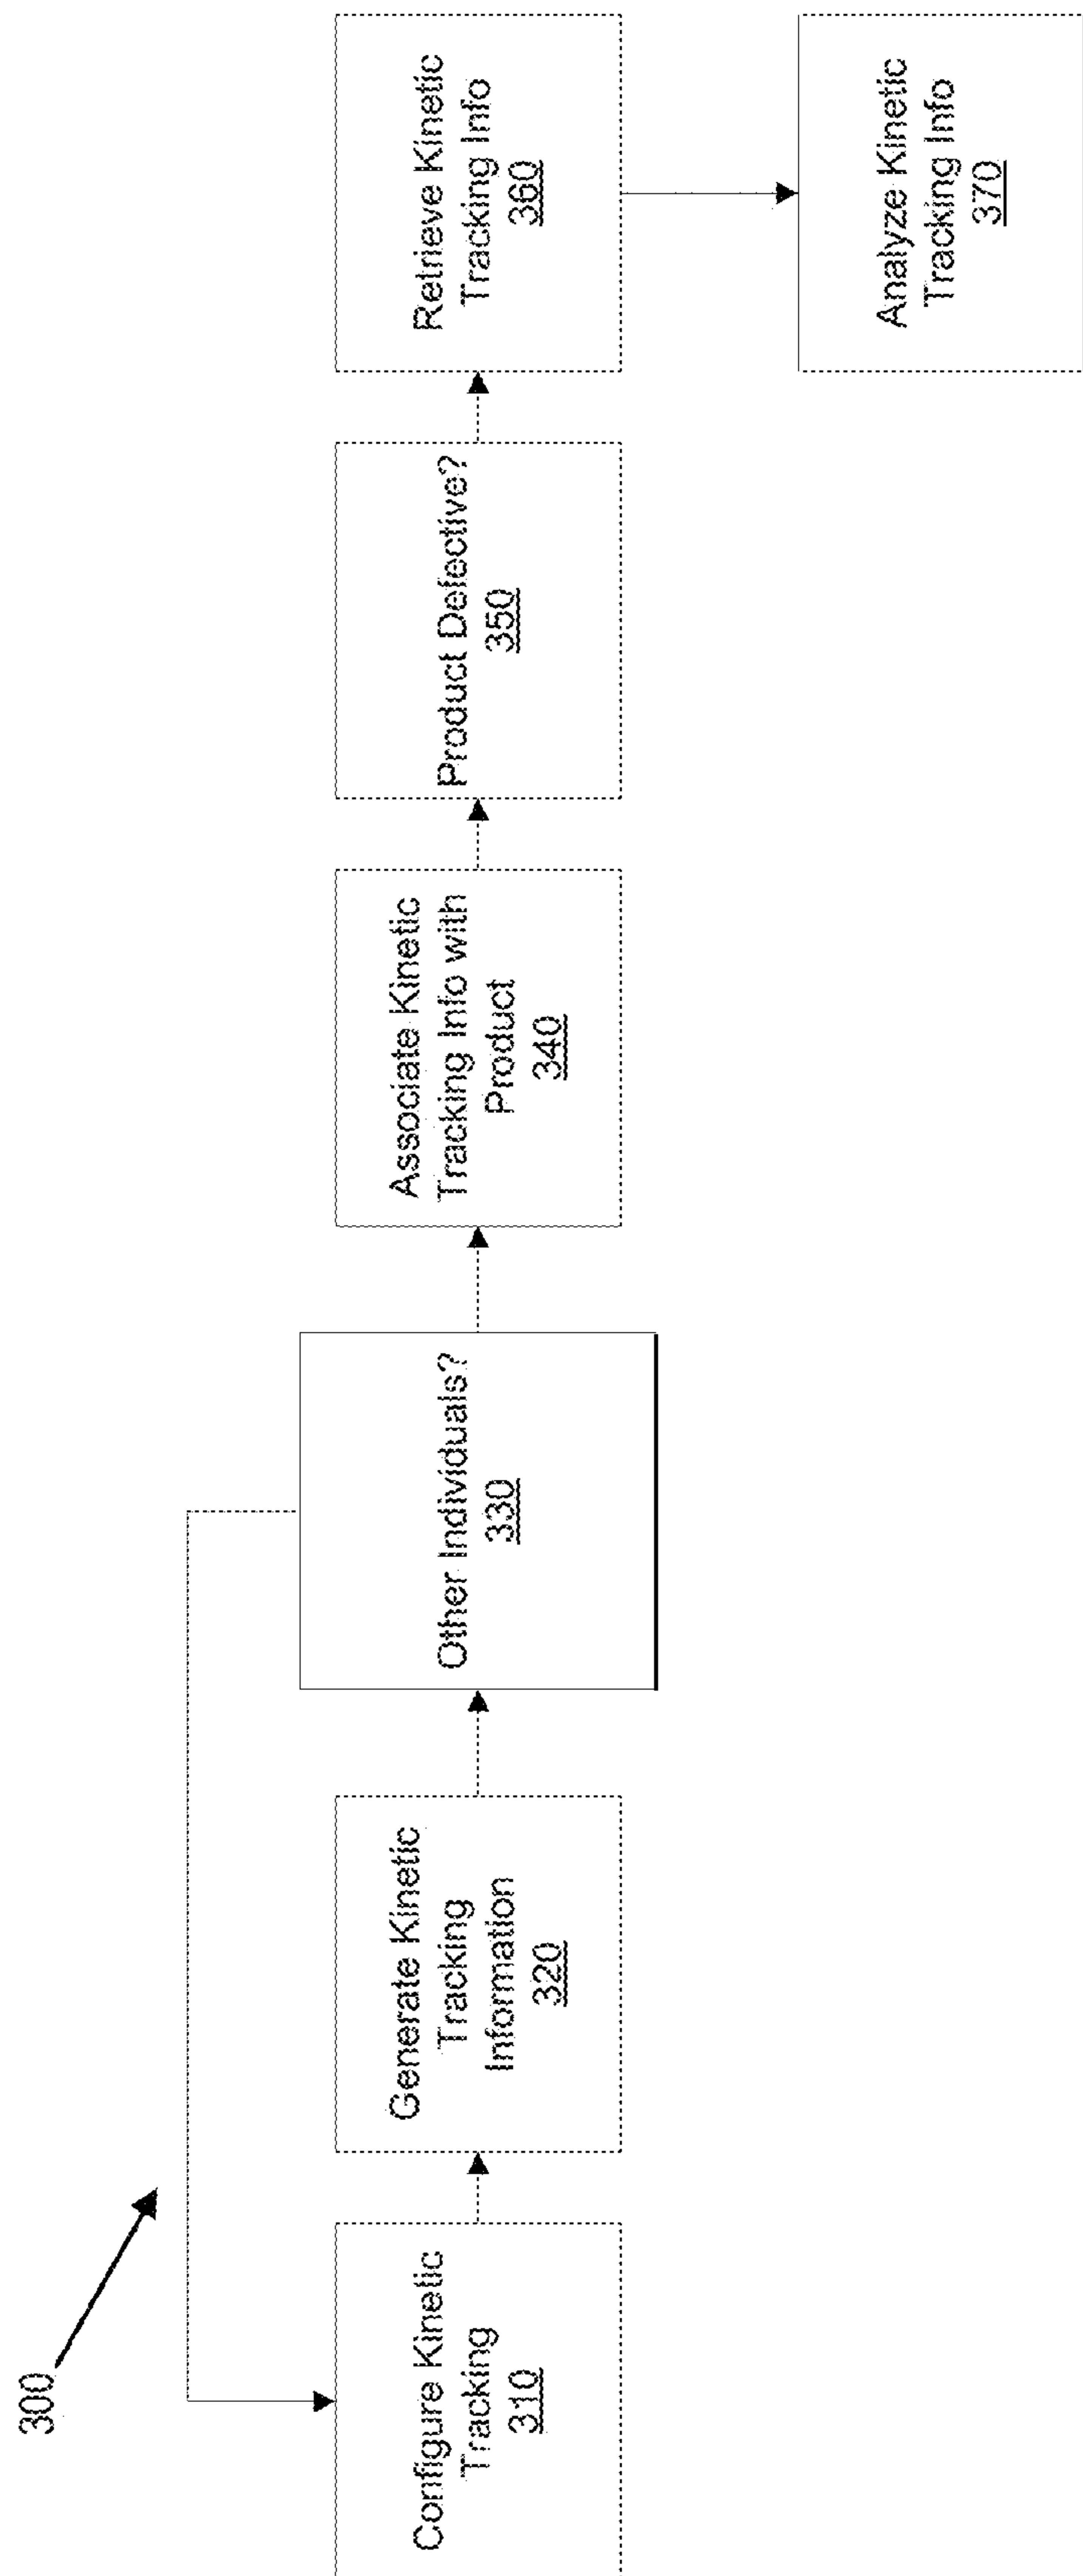 300
Configure Kinetic
Tracking
310
Generate Kinetic
Tracking
Information
320
Other Individuals?
330
Associate Kinetic
Tracking Info with
Product
340
Product Defective?
350
Retrieve Kinetic
Tracking Info
360
Analyze Kinetic
Tracking Info
370